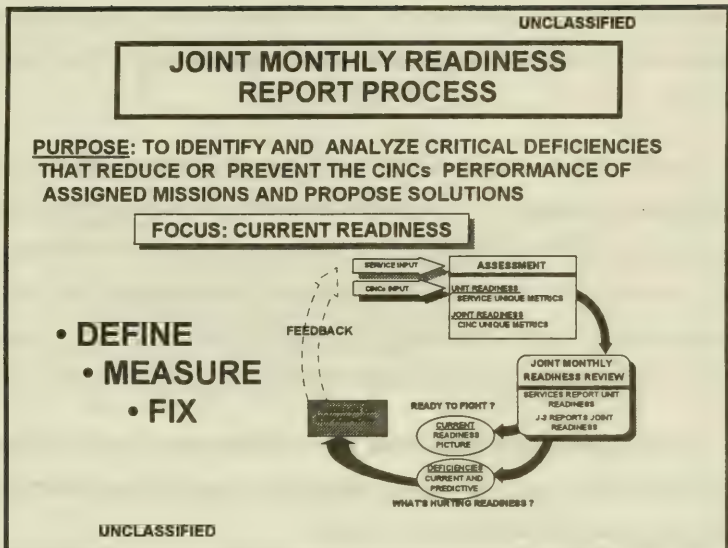 UNCLASSIFIED
JOINT MONTHLY READINESS
REPORT PROCESS
PURPOSE: TO IDENTIFY AND ANALYZE CRITICAL DEFICIENCIES
THAT REDUCE OR PREVENT THE CINCs PERFORMANCE OF
ASSIGNED MISSIONS AND PROPOSE SOLUTIONS
FOCUS: CURRENT READINESS
SERVICE INPUT
CINCs INPUT
ASSESSMENT
UNIT READINESS
SERVICE UNIQUE METRICS
JOINT READINESS
CINC UNIQUE METRICS
FEEDBACK
• DEFINE
• MEASURE
• FIX
JOINT MONTHLY
READINESS REVIEW
SERVICES REPORT UNIT
READINESS
J-3 REPORTS JOINT
READINESS
READY TO FIGHT ?
CURRENT
READINESS
PICTURE
DEFICIENCIES
CURRENT AND
PREDICTIVE
WHAT'S HURTING READINESS ?
UNCLASSIFIED